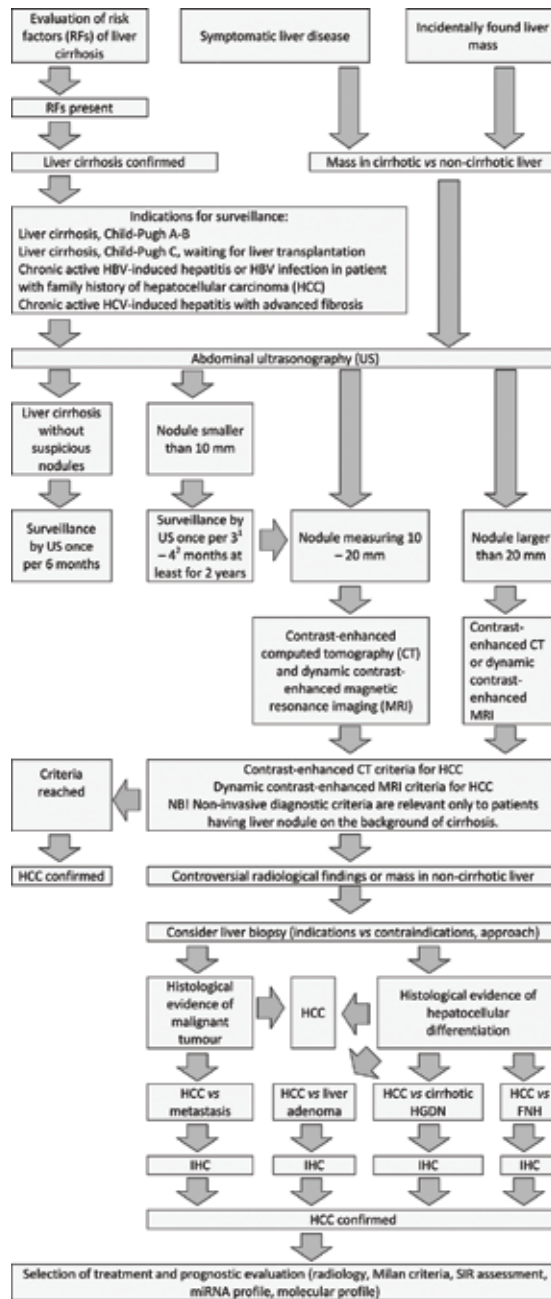 Evaluation of risk
factors (RFs) of liver
cirrhosis
Symptomatic liver disease
Incidentally found liver
mass
RFs present
Liver cirrhosis confirmed
Mass in cirrhotic vs non-cirrhotic liver
Indications for surveillance:
Liver cirrhosis, Child-Pugh A-B
Liver cirrhosis, Child-Pugh C, waiting for liver transplantation
Chronic active HBV-induced hepatitis or HBV infection in patient
with family history of hepatocellular carcinoma (HCC)
Chronic active HCV-induced hepatitis with advanced fibrosis
Abdominal ultrasonography (US)
Liver cirrhosis
without
suspicious
nodules
Nodule smaller
than 10 mm
Surveillance
by US once
per 6 months
Surveillance by
US once per 3¹
– 4² months at
least for 2 years
Nodule measuring 10
– 20 mm
Nodule larger
than 20 mm
Contrast-enhanced
computed tomography (CT)
and dynamic contrast-
enhanced magnetic
resonance imaging (MRI)
Contrast-
enhanced CT
or dynamic
contrast-
enhanced
MRI
Criteria
reached
Contrast-enhanced CT criteria for HCC
Dynamic contrast-enhanced MRI criteria for HCC
NB! Non-invasive diagnostic criteria are relevant only to patients
having liver nodule on the background of cirrhosis.
HCC confirmed
Controversial radiological findings or mass in non-cirrhotic liver
Consider liver biopsy (indications vs contraindications, approach)
Histological
evidence of
malignant
tumour
HCC
Histological evidence of
hepatocellular
differentiation
HCC vs
metastasis
HCC vs liver
adenoma
HCC vs cirrhotic
HGDN
HCC vs
FNH
IHC
IHC
IHC
IHC
HCC confirmed
Selection of treatment and prognostic evaluation (radiology, Milan criteria, SIR assessment,
miRNA profile, molecular profile)